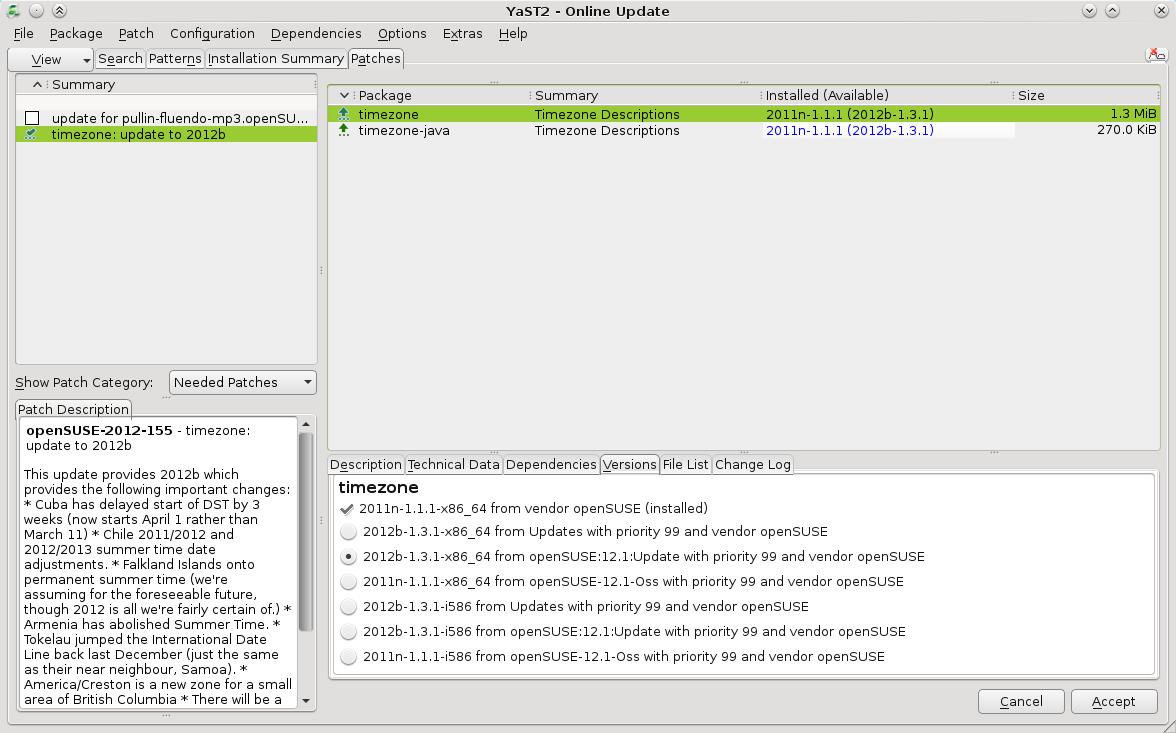 YaST2 - Online Update
File Package Patch Configuration Dependencies Options Extras Help
View Search Patterns Installation Summary Patches
Summary
update for pullin-fluendo-mp3.openSU...
timezone: update to 2012b
Package Summary Installed (Available) Size
timezone Timezone Descriptions 2011n-1.1.1 (2012b-1.3.1) 1.3 MiB
timezone-java Timezone Descriptions 2011n-1.1.1 (2012b-1.3.1) 270.0 KiB
Show Patch Category: Needed Patches
Patch Description
openSUSE-2012-155 - timezone:
update to 2012b
This update provides 2012b which
provides the following important changes:
* Cuba has delayed start of DST by 3
weeks (now starts April 1 rather than
March 11) * Chile 2011/2012 and
2012/2013 summer time date
adjustments. * Falkland Islands onto
permanent summer time (we're
assuming for the foreseeable future,
though 2012 is all we're fairly certain of.) *
Armenia has abolished Summer Time. *
Tokelau jumped the International Date
Line back last December (just the same
as their near neighbour, Samoa). *
America/Creston is a new zone for a small
area of British Columbia * There will be a
Description Technical Data Dependencies Versions File List Change Log
timezone
2011n-1.1.1-x86_64 from vendor openSUSE (installed)
2012b-1.3.1-x86_64 from Updates with priority 99 and vendor openSUSE
2012b-1.3.1-x86_64 from openSUSE:12.1:Update with priority 99 and vendor openSUSE
2011n-1.1.1-x86_64 from openSUSE-12.1-Oss with priority 99 and vendor openSUSE
2012b-1.3.1-i586 from Updates with priority 99 and vendor openSUSE
2012b-1.3.1-i586 from openSUSE:12.1:Update with priority 99 and vendor openSUSE
2011n-1.1.1-i586 from openSUSE-12.1-Oss with priority 99 and vendor openSUSE
Cancel Accept